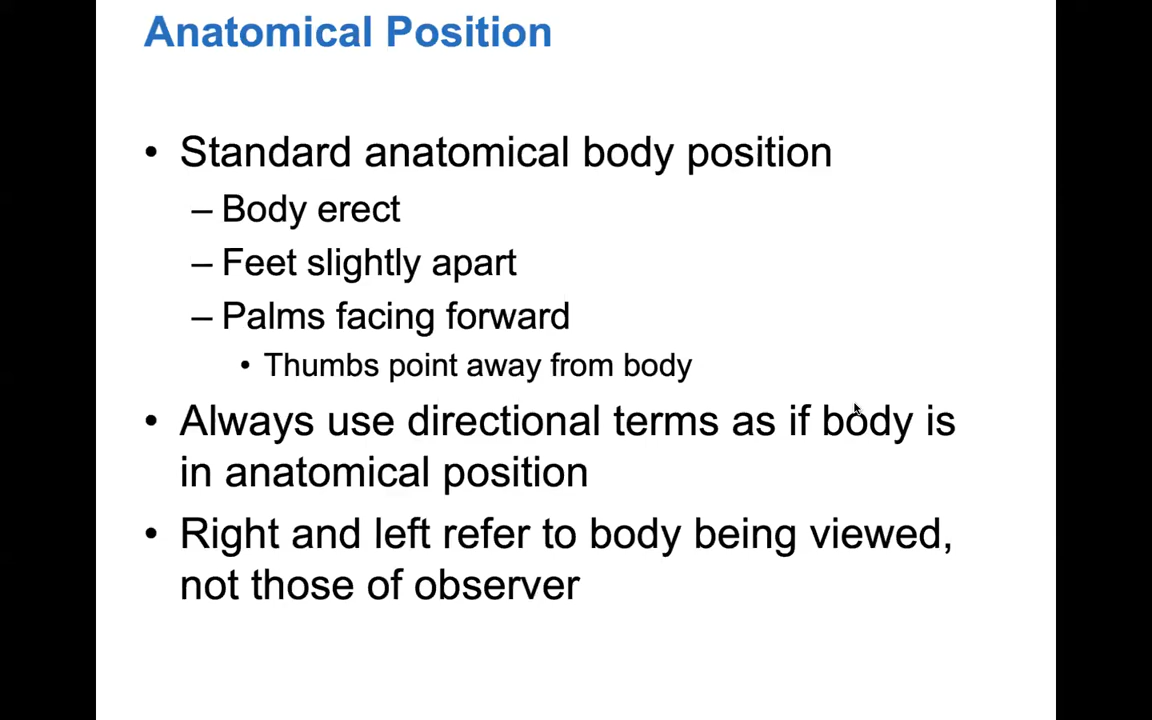 Anatomical Position
• Standard anatomical body position
– Body erect
– Feet slightly apart
– Palms facing forward
• Thumbs point away from body
• Always use directional terms as if body is
in anatomical position
• Right and left refer to body being viewed,
not those of observer